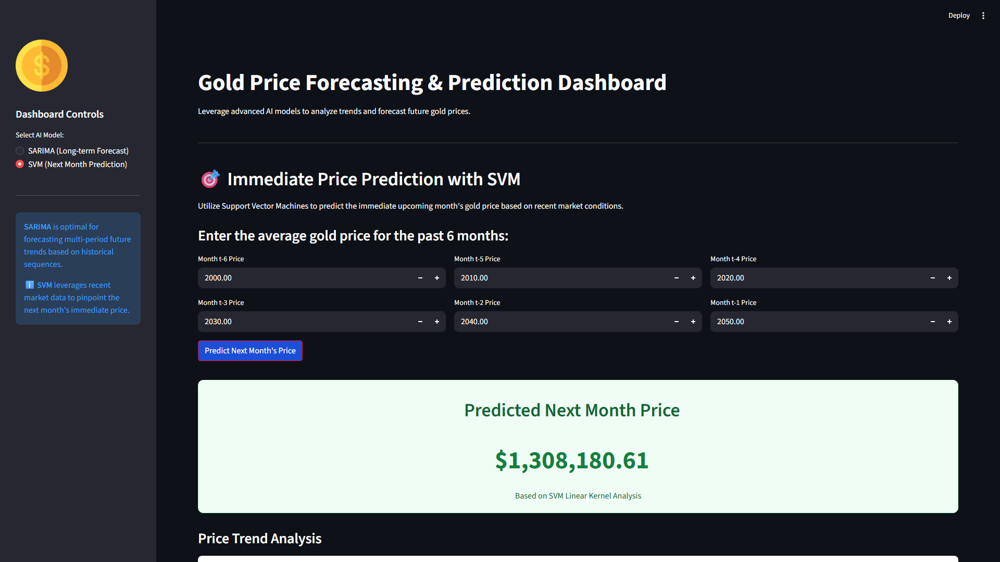 Deploy
$
Dashboard Controls
Select AI Model:
SARIMA (Long-term Forecast)
SVM (Next Month Prediction)
SARIMA is optimal for
forecasting multi-period future
trends based on historical
sequences.
ℹ️ SVM leverages recent
market data to pinpoint the
next month's immediate price.
Gold Price Forecasting & Prediction Dashboard
Leverage advanced AI models to analyze trends and forecast future gold prices.
Immediate Price Prediction with SVM
Utilize Support Vector Machines to predict the immediate upcoming month's gold price based on recent market conditions.
Enter the average gold price for the past 6 months:
Month t-6 Price
Month t-5 Price
Month t-4 Price
2000.00
2010.00
2020.00
Month t-3 Price
Month t-2 Price
Month t-1 Price
2030.00
2040.00
2050.00
Predict Next Month's Price
Predicted Next Month Price
$1,308,180.61
Based on SVM Linear Kernel Analysis
Price Trend Analysis